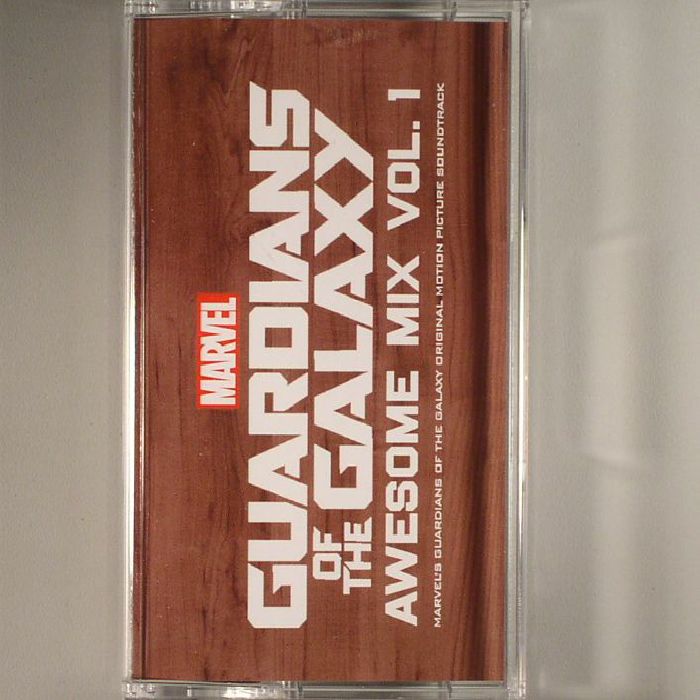 MARVEL
GUARDIANS
OF THE GALAXY
AWESOME MIX VOL. 1
MARVEL'S GUARDIANS OF THE GALAXY ORIGINAL MOTION PICTURE SOUNDTRACK